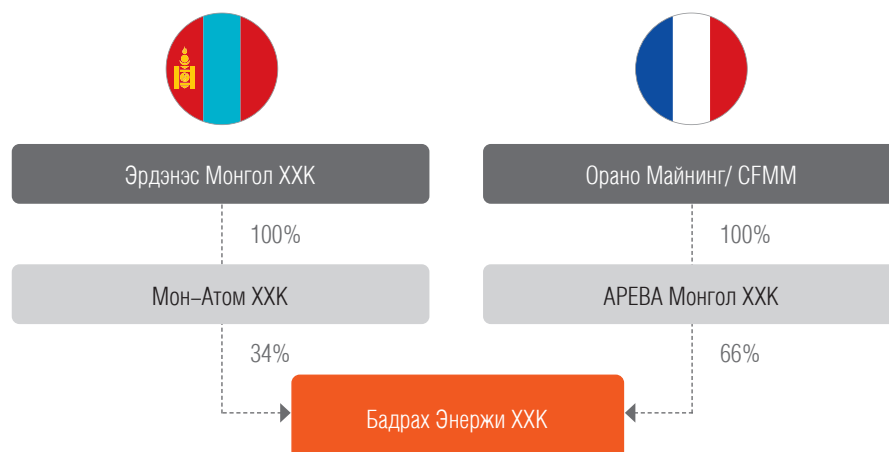 Эрдэнэс Монгол ХХК
Орано Майнинг/ CFMM
100%
100%
Мон–Атом ХХК
АРЕВА Монгол ХХК
34%
66%
Бадрах Энержи ХХК